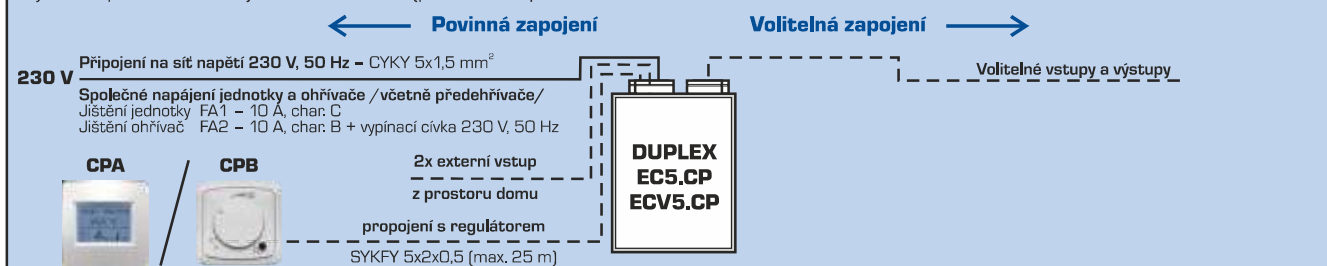 Povinná zapojení
Volitelná zapojení
230 V
Připojení na síť napětí 230 V, 50 Hz – CYKY 5x1,5 mm²
Společné napájení jednotky a ohřívače /včetně předehřívače/
Jištění jednotky FA1 – 10 A, char. C
Jištění ohřívač FA2 – 10 A, char. B + vypínací cívka 230 V, 50 Hz
Volitelné vstupy a výstupy
CPA / CPB
2x externí vstup
z prostoru domu
propojení s regulátorem
SYKFY 5x2x0,5 (max. 25 m)
DUPLEX
EC5.CP
ECV5.CP